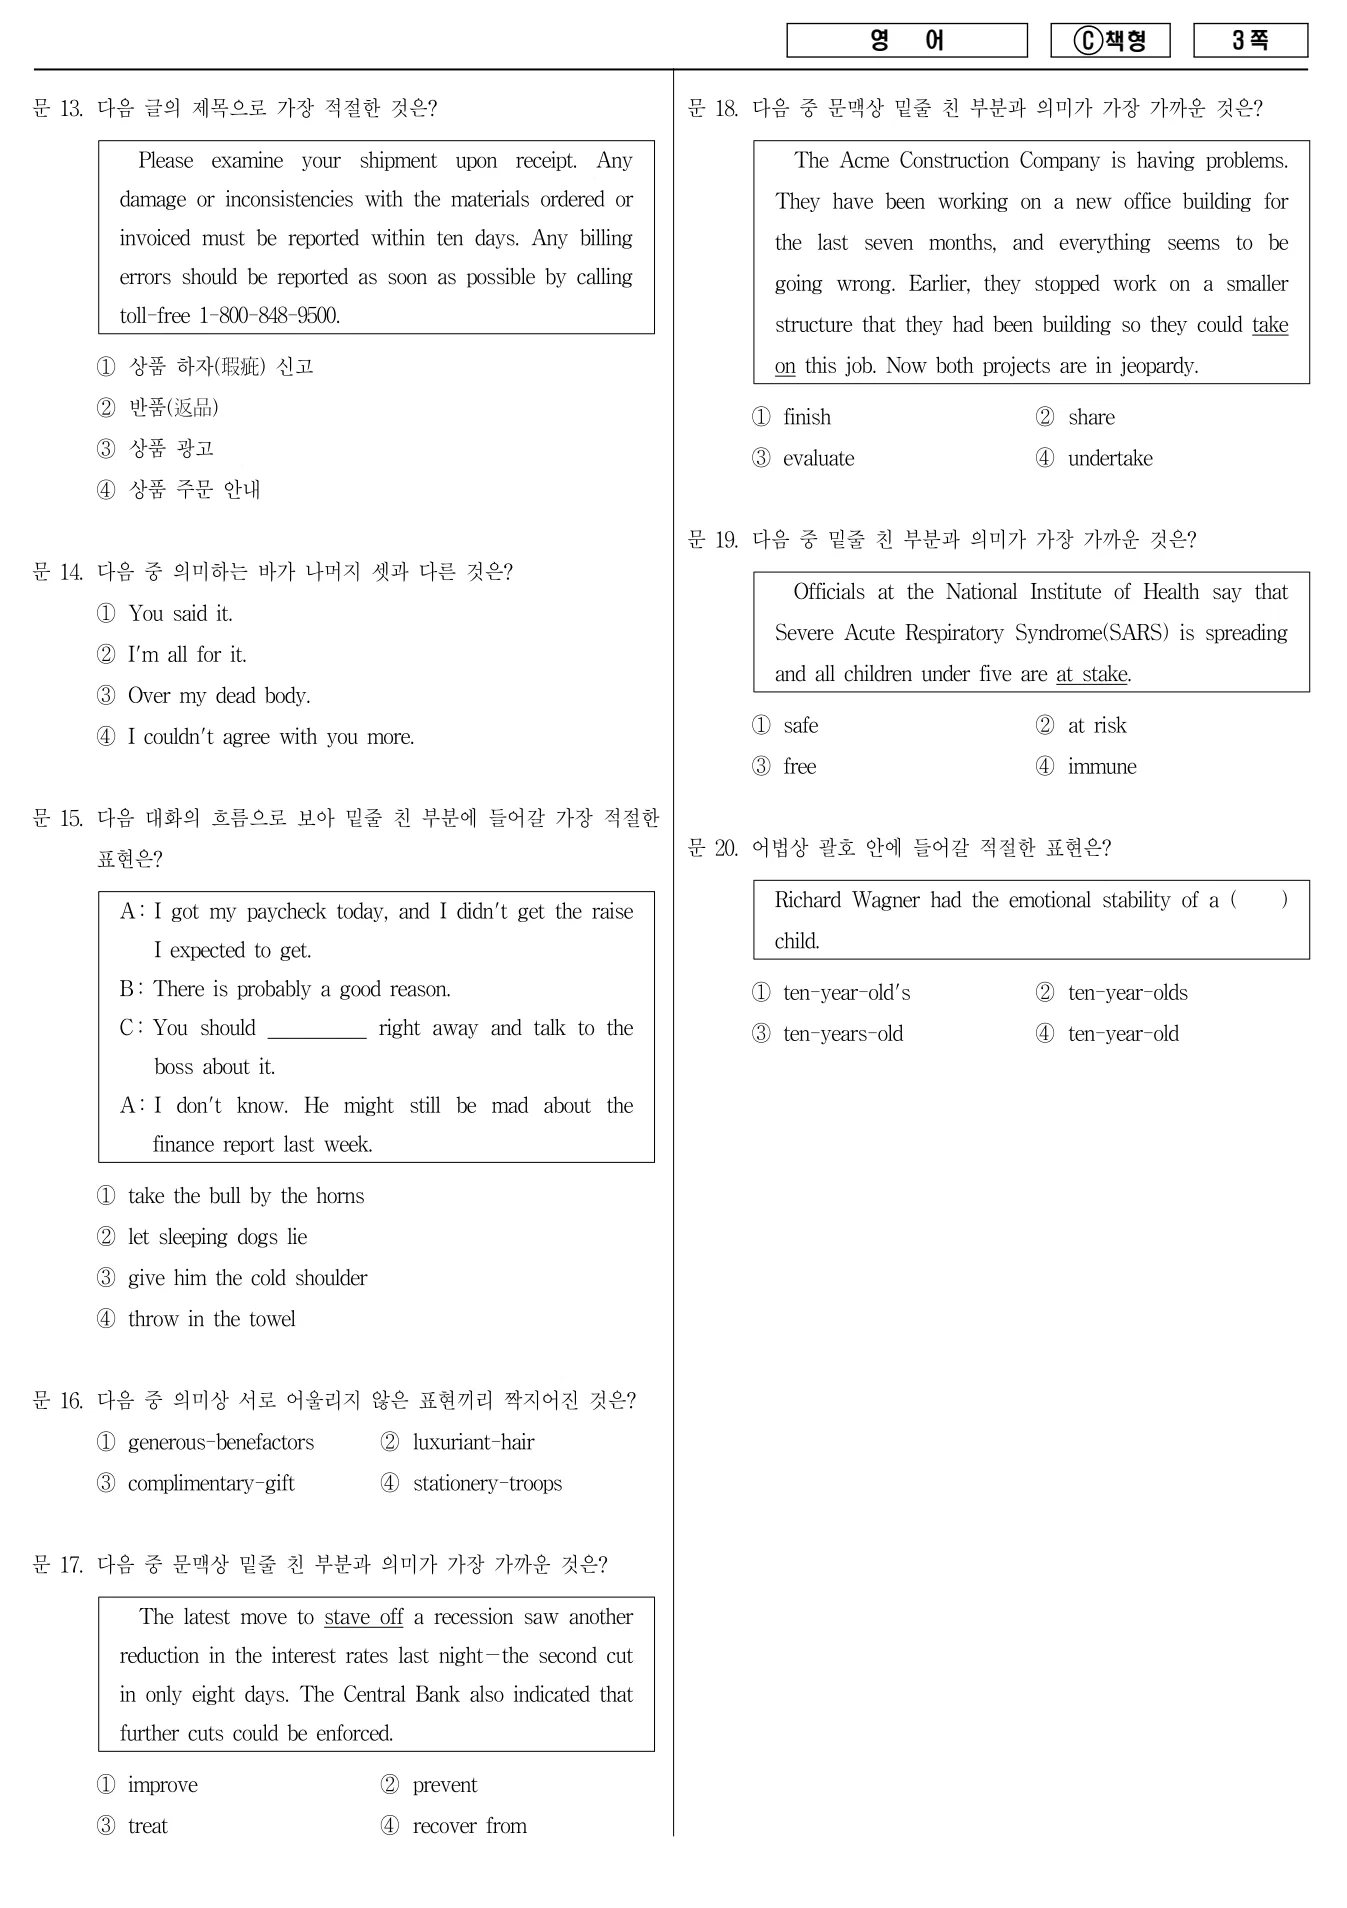 영 어
Ⓒ책형
3쪽
문 13. 다음 글의 제목으로 가장 적절한 것은?
Please examine your shipment upon receipt. Any
damage or inconsistencies with the materials ordered or
invoiced must be reported within ten days. Any billing
errors should be reported as soon as possible by calling
toll-free 1-800-848-9500.
① 상품 하자(瑕疵) 신고
② 반품(返品)
③ 상품 광고
④ 상품 주문 안내
문 14. 다음 중 의미하는 바가 나머지 셋과 다른 것은?
① You said it.
② I'm all for it.
③ Over my dead body.
④ I couldn't agree with you more.
문 15. 다음 대화의 흐름으로 보아 밑줄 친 부분에 들어갈 가장 적절한
표현은?
A: I got my paycheck today, and I didn't get the raise
I expected to get.
B: There is probably a good reason.
C: You should _________ right away and talk to the
boss about it.
A: I don't know. He might still be mad about the
finance report last week.
① take the bull by the horns
② let sleeping dogs lie
③ give him the cold shoulder
④ throw in the towel
문 16. 다음 중 의미상 서로 어울리지 않은 표현끼리 짝지어진 것은?
① generous-benefactors ② luxuriant-hair
③ complimentary-gift ④ stationery-troops
문 17. 다음 중 문맥상 밑줄 친 부분과 의미가 가장 가까운 것은?
The latest move to stave off a recession saw another
reduction in the interest rates last night－the second cut
in only eight days. The Central Bank also indicated that
further cuts could be enforced.
① improve ② prevent
③ treat ④ recover from
문 18. 다음 중 문맥상 밑줄 친 부분과 의미가 가장 가까운 것은?
The Acme Construction Company is having problems.
They have been working on a new office building for
the last seven months, and everything seems to be
going wrong. Earlier, they stopped work on a smaller
structure that they had been building so they could take
on this job. Now both projects are in jeopardy.
① finish ② share
③ evaluate ④ undertake
문 19. 다음 중 밑줄 친 부분과 의미가 가장 가까운 것은?
Officials at the National Institute of Health say that
Severe Acute Respiratory Syndrome(SARS) is spreading
and all children under five are at stake.
① safe ② at risk
③ free ④ immune
문 20. 어법상 괄호 안에 들어갈 적절한 표현은?
Richard Wagner had the emotional stability of a ( )
child.
① ten-year-old's ② ten-year-olds
③ ten-years-old ④ ten-year-old